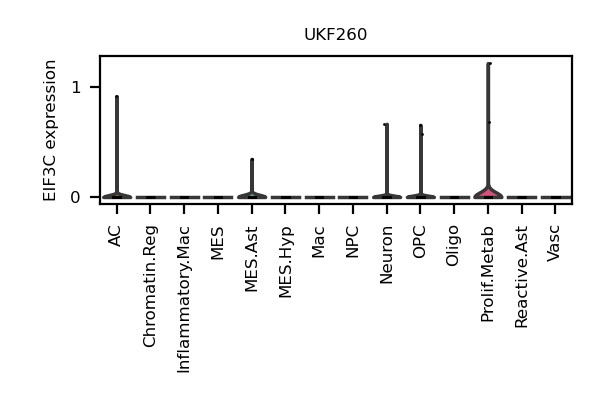 UKF260
EIF3C expression
1
0
AC
Chromatin.Reg
Inflammatory.Mac
MES
MES.Ast
MES.Hyp
Mac
NPC
Neuron
OPC
Oligo
Prolif.Metab
Reactive.Ast
Vasc